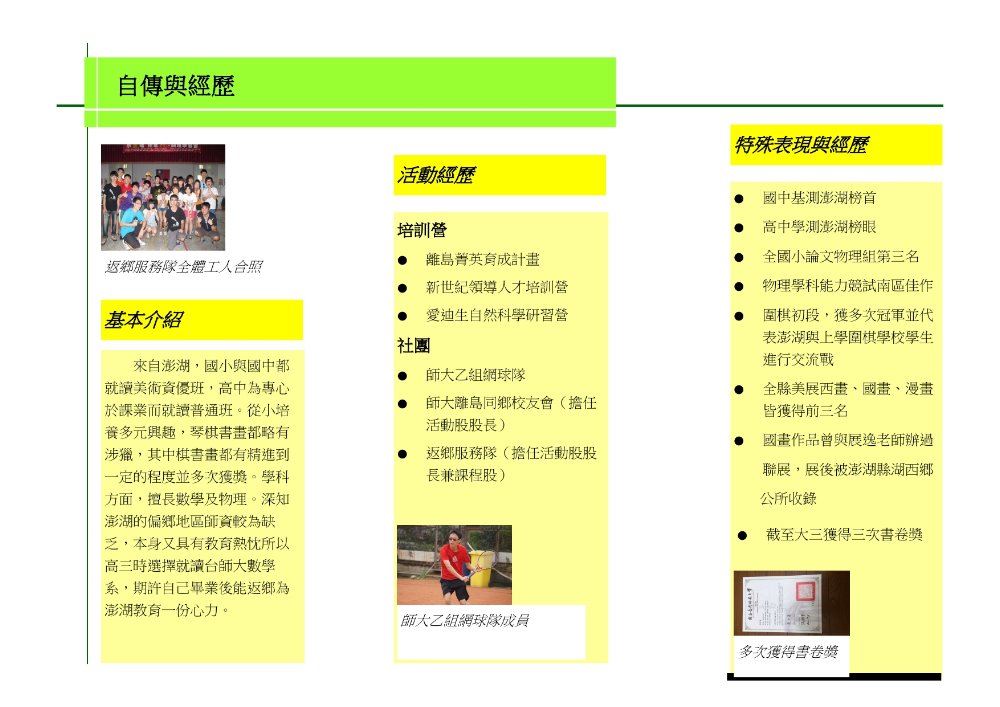 自傳與經歷
返鄉服務隊全體工人合照
基本介紹
來自澎湖，國小與國中都
就讀美術資優班，高中為專心
於課業而就讀普通班。從小培
養多元興趣，琴棋書畫都略有
涉獵，其中棋書畫都有精進到
一定的程度並多次獲獎。學科
方面，擅長數學及物理。深知
澎湖的偏鄉地區師資較為缺
乏，本身又具有教育熱忱所以
高三時選擇就讀台師大數學
系，期許自己畢業後能返鄉為
澎湖教育一份心力。
活動經歷
培訓營
● 離島菁英育成計畫
● 新世紀領導人才培訓營
● 愛迪生自然科學研習營
社團
● 師大乙組網球隊
● 師大離島同鄉校友會（擔任
活動股股長）
● 返鄉服務隊（擔任活動股股
長兼課程股）
師大乙組網球隊成員
特殊表現與經歷
● 國中基測澎湖榜首
● 高中學測澎湖榜眼
● 全國小論文物理組第三名
● 物理學科能力競試南區佳作
● 圍棋初段，獲多次冠軍並代
表澎湖與上學圍棋學校學生
進行交流戰
● 全縣美展西畫、國畫、漫畫
皆獲得前三名
● 國畫作品曾與展逸老師辦過
聯展，展後被澎湖縣湖西鄉
公所收錄
● 截至大三獲得三次書卷獎
多次獲得書卷獎